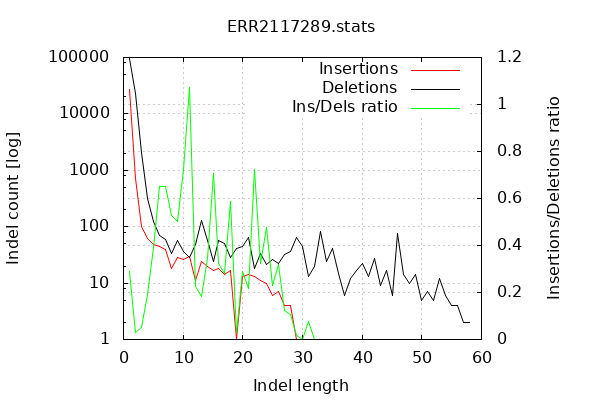 ERR2117289.stats
Insertions
Deletions
Ins/Dels ratio
Indel count [log]
100000
10000
1000
100
10
1
1.2
1
0.8
0.6
0.4
0.2
0
Insertions/Deletions ratio
0 10 20 30 40 50 60
Indel length